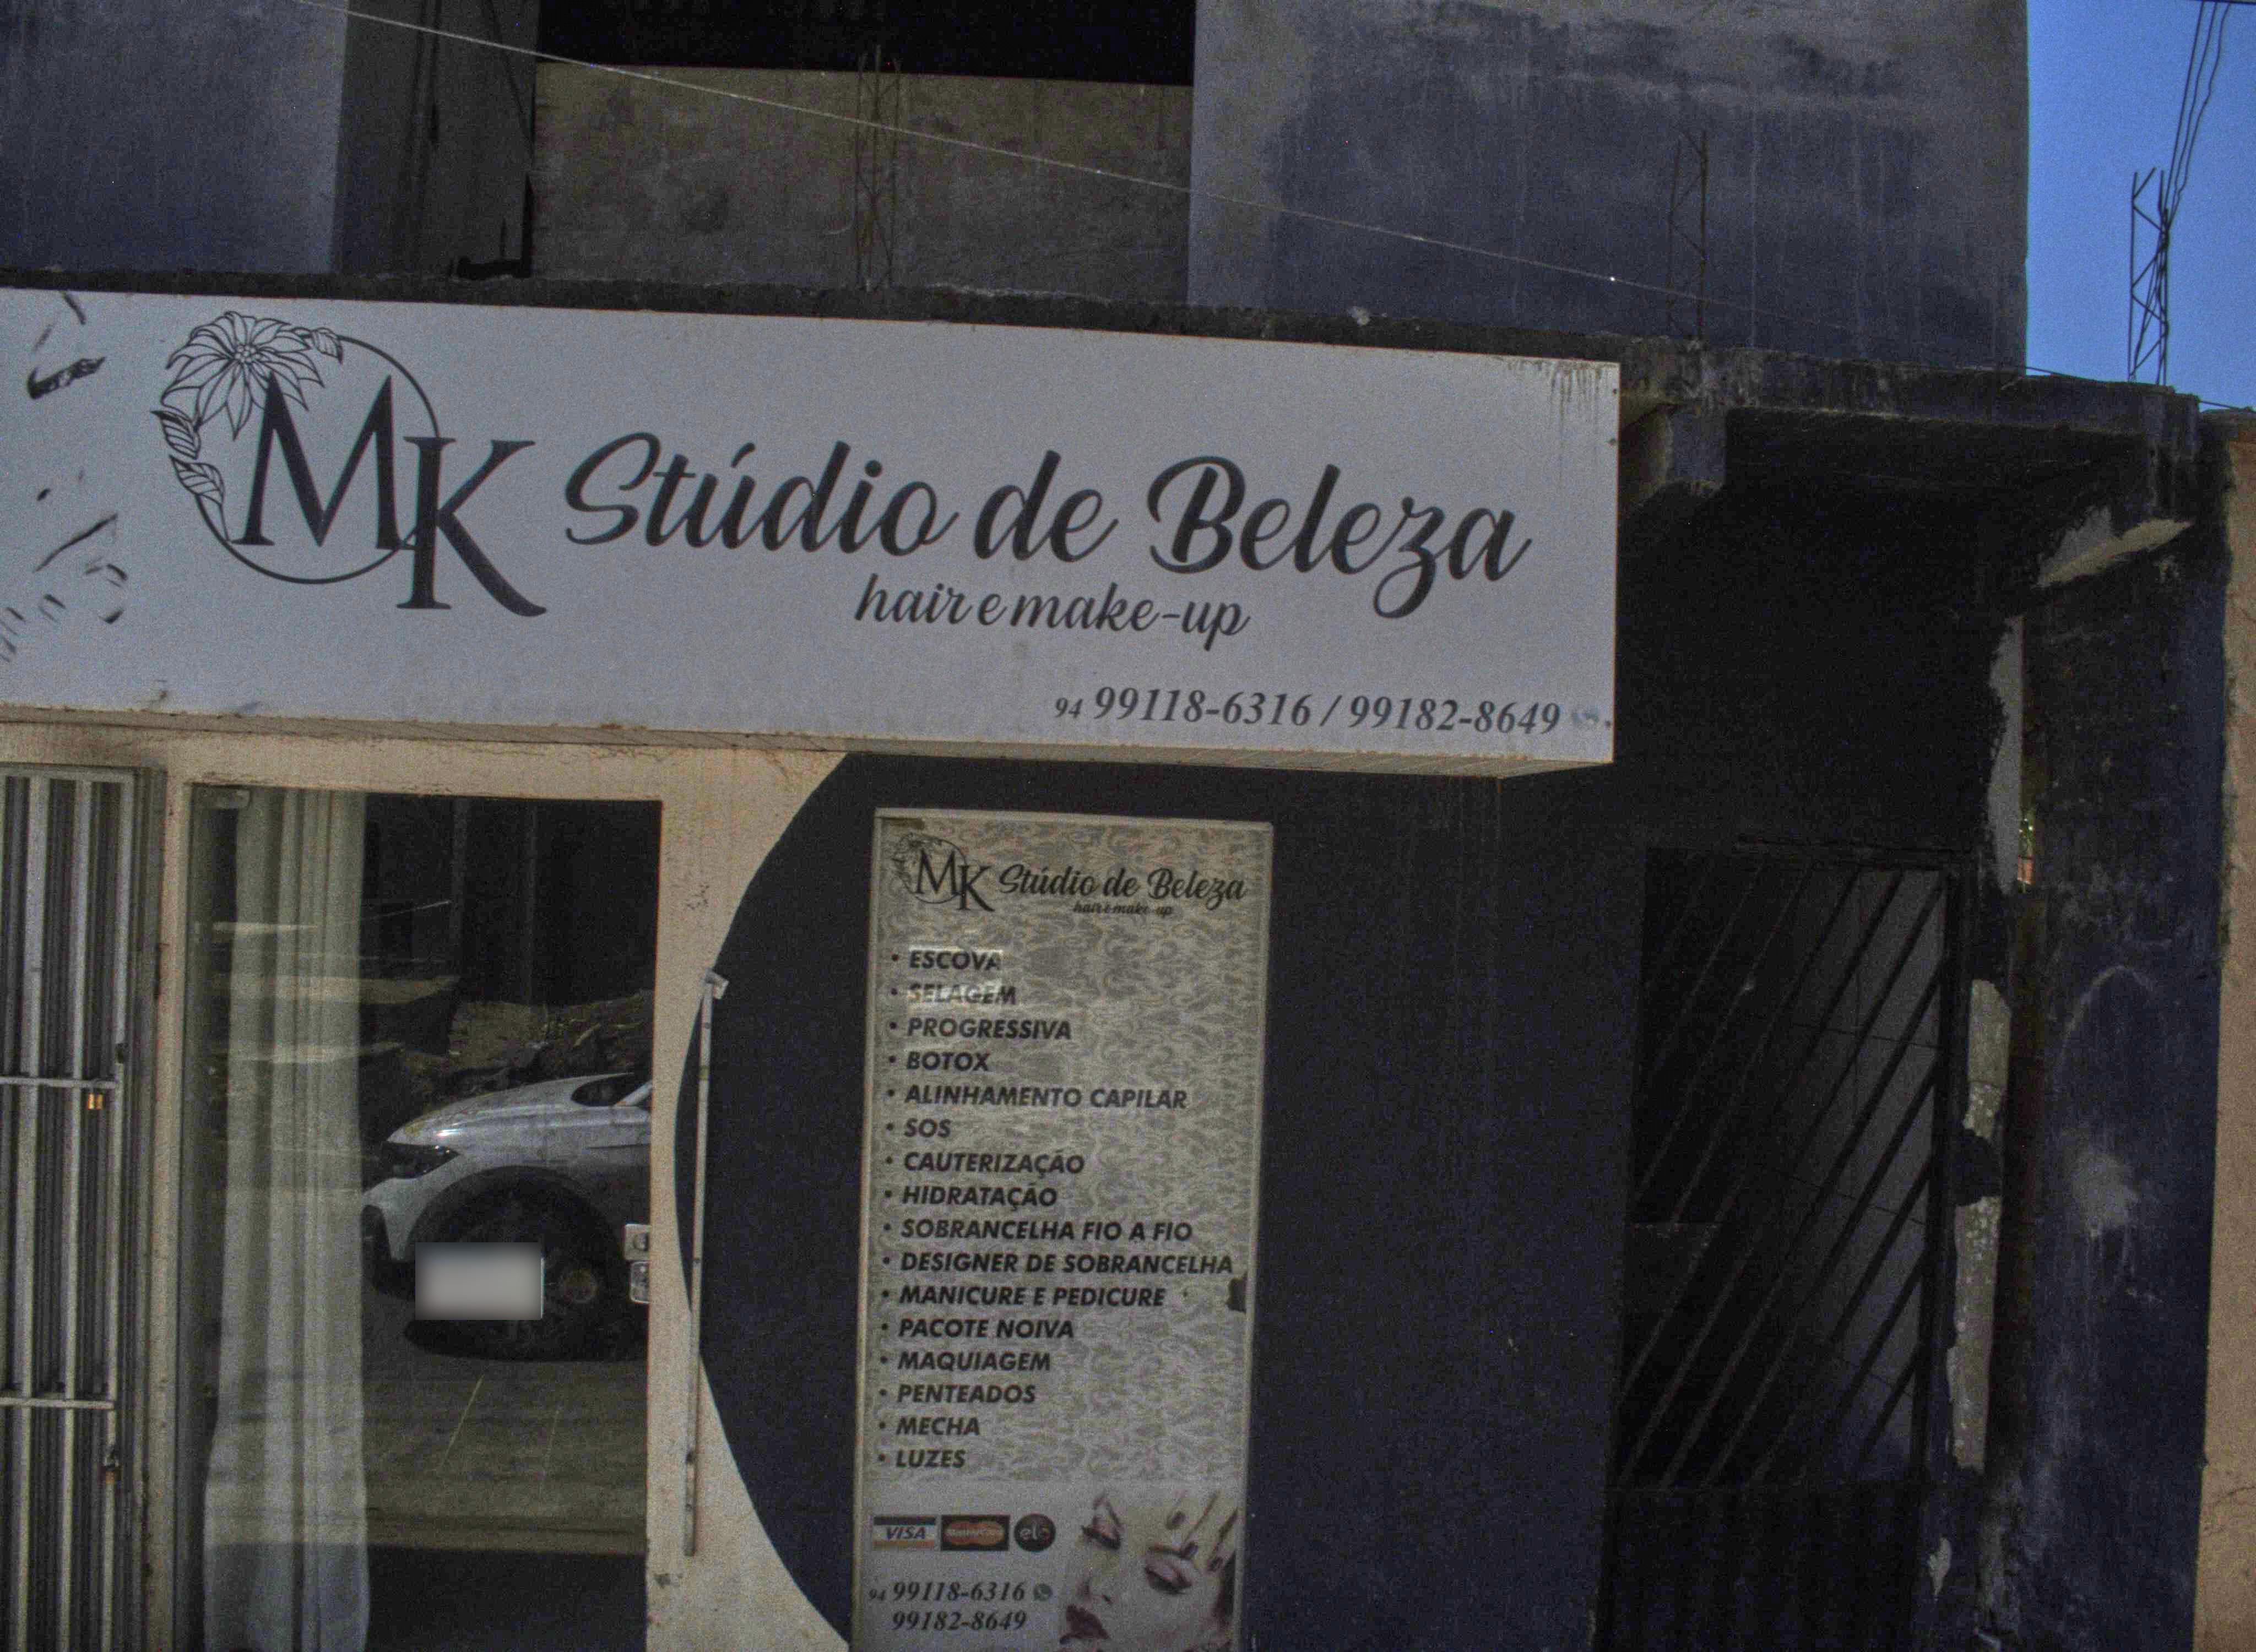 MK Stúdio de Beleza
hair e make-up
94 99118-6316 / 99182-8649
MK Stúdio de Beleza
hair e make-up
• ESCOVA
• SELAGEM
• PROGRESSIVA
• BOTOX
• ALINHAMENTO CAPILAR
• SOS
• CAUTERIZAÇÃO
• HIDRATAÇÃO
• SOBRANCELHA FIO A FIO
• DESIGNER DE SOBRANCELHA
• MANICURE E PEDICURE
• PACOTE NOIVA
• MAQUIAGEM
• PENTEADOS
• MECHA
• LUZES
VISA MasterCard elo
94 99118-6316
99182-8649